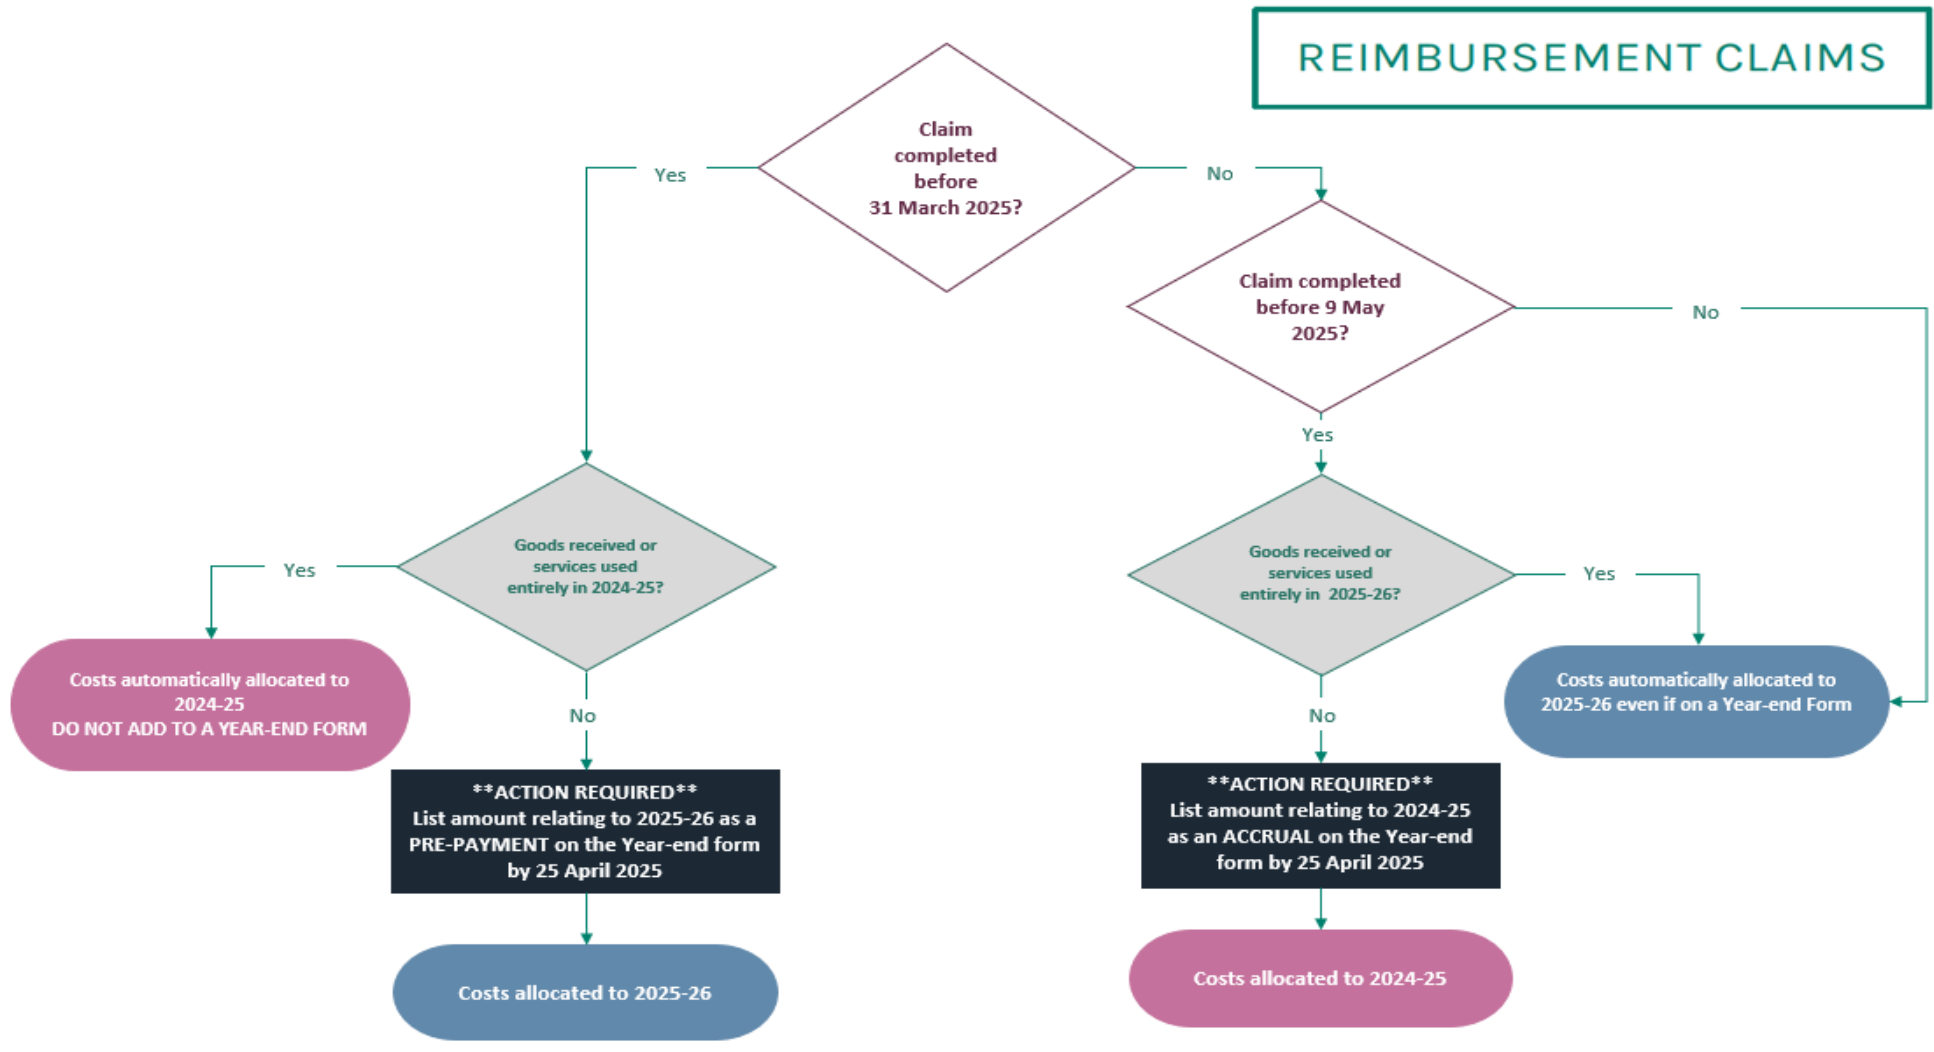 REIMBURSEMENT CLAIMS
Claim
completed
before
31 March 2025?
Yes
No
Claim completed
before 9 May
2025?
No
Yes
Goods received or
services used
entirely in 2024-25?
Yes
No
Goods received or
services used
entirely in  2025-26?
Yes
No
Costs automatically allocated to
2024-25
DO NOT ADD TO A YEAR-END FORM
Costs automatically allocated to
2025-26 even if on a Year-end Form
**ACTION REQUIRED**
List amount relating to 2025-26 as a
PRE-PAYMENT on the Year-end form
by 25 April 2025
**ACTION REQUIRED**
List amount relating to 2024-25
as an ACCRUAL on the Year-end
form by 25 April 2025
Costs allocated to 2025-26
Costs allocated to 2024-25